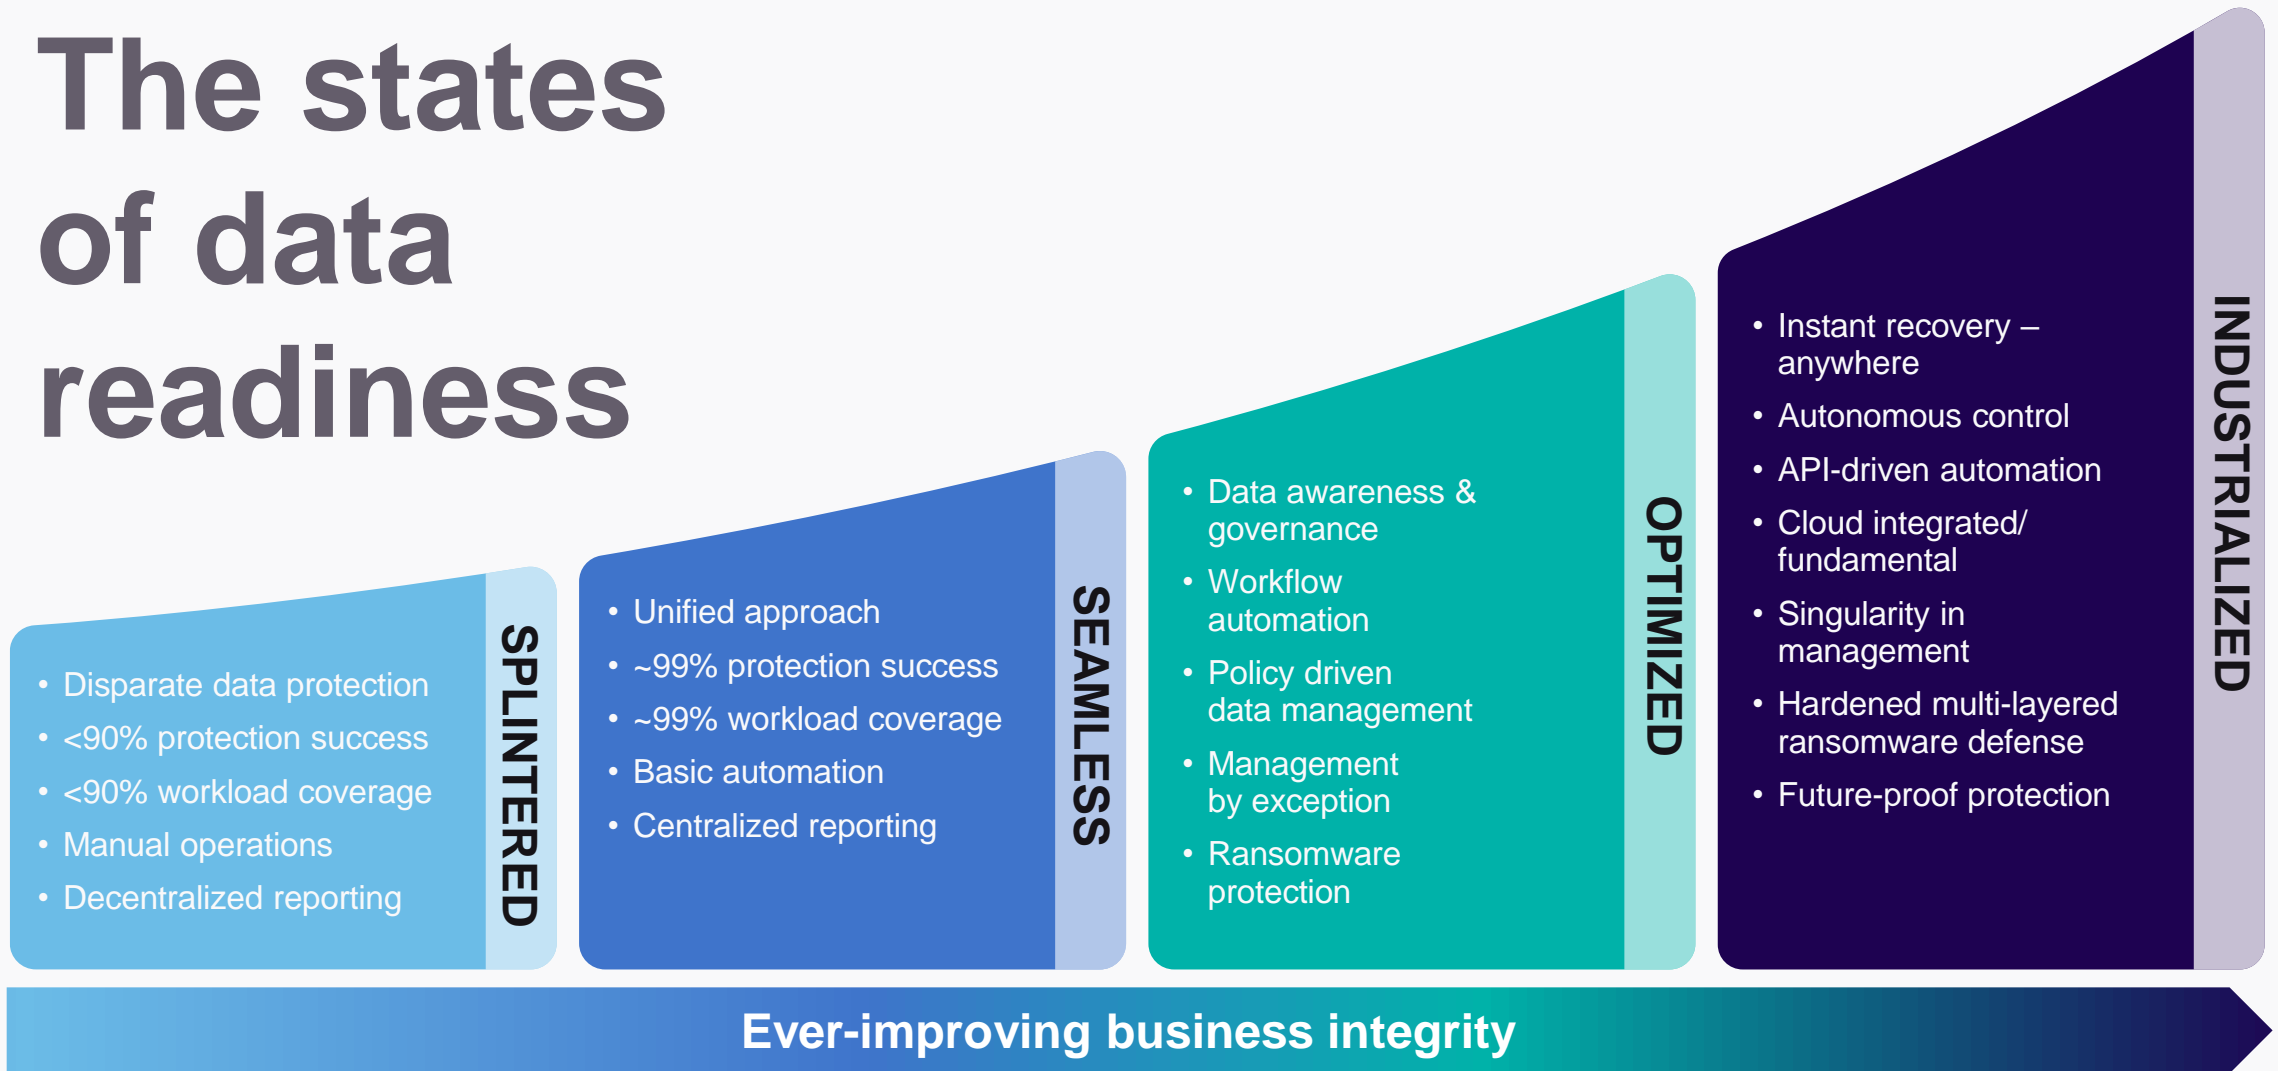 The states
of data
readiness
• Disparate data protection
• <90% protection success
• <90% workload coverage
• Manual operations
• Decentralized reporting
SPLINTERED
• Unified approach
• ~99% protection success
• ~99% workload coverage
• Basic automation
• Centralized reporting
SEAMLESS
• Data awareness &
governance
• Workflow
automation
• Policy driven
data management
• Management
by exception
• Ransomware
protection
OPTIMIZED
• Instant recovery –
anywhere
• Autonomous control
• API-driven automation
• Cloud integrated/
fundamental
• Singularity in
management
• Hardened multi-layered
ransomware defense
• Future-proof protection
INDUSTRIALIZED
Ever-improving business integrity